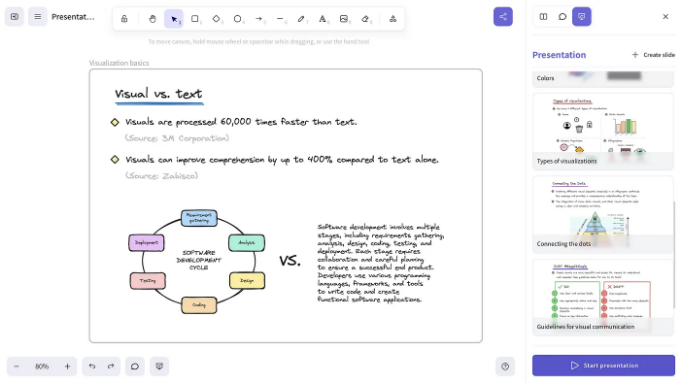 Presentat...
To move canvas, hold mouse wheel or spacebar while dragging, or use the hand tool
Visualization basics
Visual vs. text
Visuals are processed 60,000 times faster than text.
(Source: 3M Corporation)
Visuals can improve comprehension by up to 400% compared to text alone.
(Source: Zabisco)
Requirement
gathering
Deployment
Analysis
SOFTWARE
DEVELOPMENT
CYCLE
Testing
Design
Coding
VS.
Software development involves multiple
stages, including requirements gathering,
analysis, design, coding, testing, and
deployment. Each stage requires
collaboration and careful planning
to ensure a successful end product.
Developers use various programming
languages, frameworks, and tools
to write code and create
functional software applications.
80%
Presentation
Create slide
Colors
Types of visualizations
Types of visualizations
Connecting the Dots
Connecting the dots
Guidelines for visual communication
Start presentation